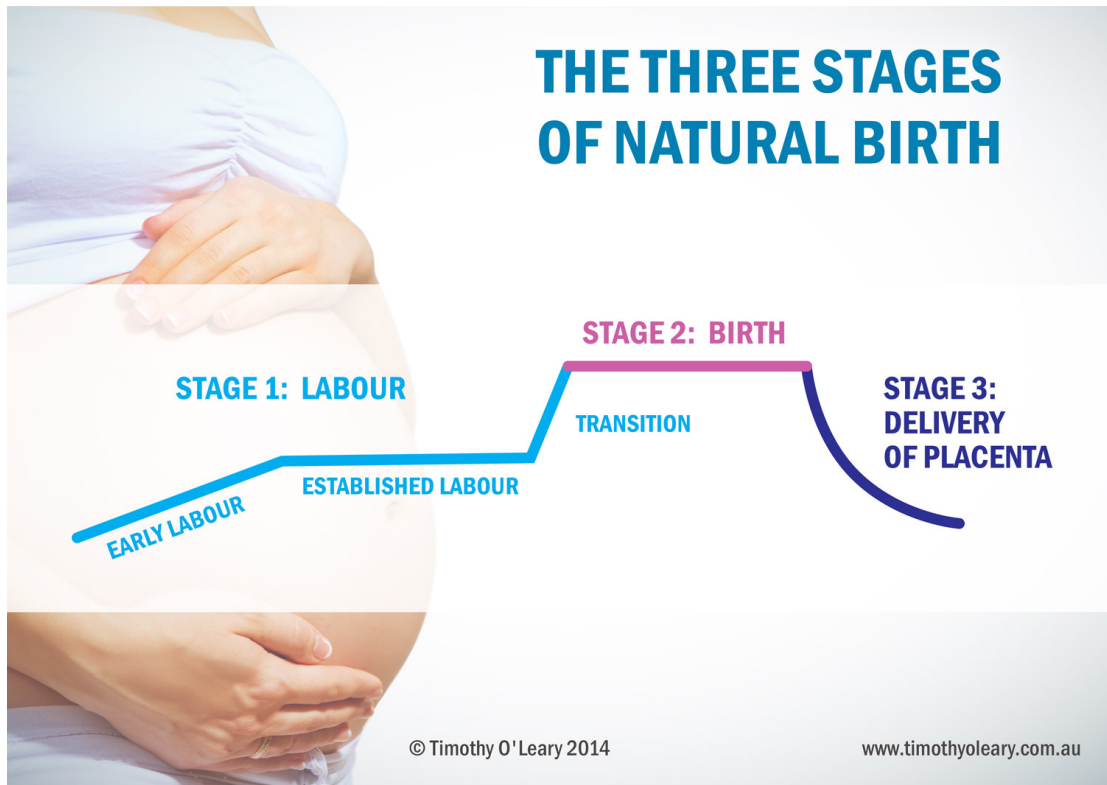 THE THREE STAGES
OF NATURAL BIRTH
STAGE 1: LABOUR
EARLY LABOUR
ESTABLISHED LABOUR
TRANSITION
STAGE 2: BIRTH
STAGE 3:
DELIVERY
OF PLACENTA
© Timothy O'Leary 2014
www.timothyoleary.com.au